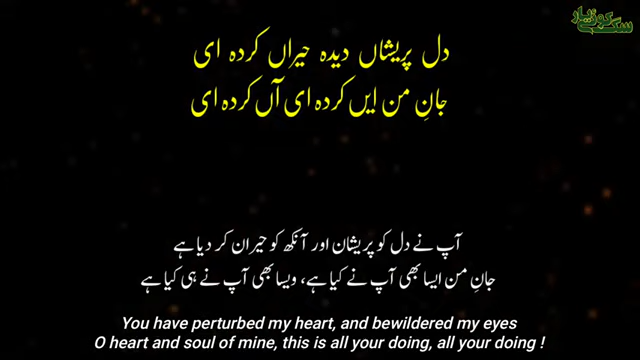 دل پریشاں دیدہ حیراں کردہ ای
جانِ من ایں کردہ ای آں کردہ ای
آپ نے دل کو پریشان اور آنکھ کو حیران کر دیا ہے
جانِ من ایسا بھی آپ نے کیا ہے، ویسا بھی آپ نے ہی کیا ہے
You have perturbed my heart, and bewildered my eyes
O heart and soul of mine, this is all your doing, all your doing !